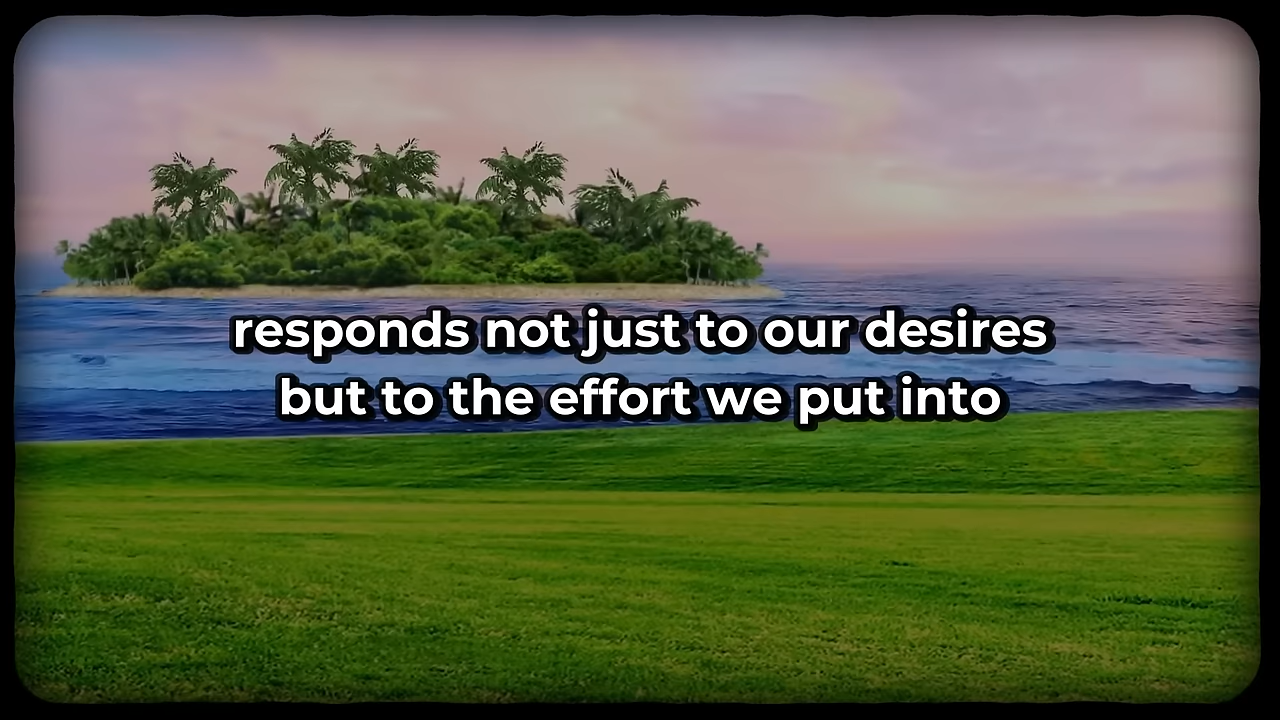 responds not just to our desires
but to the effort we put into